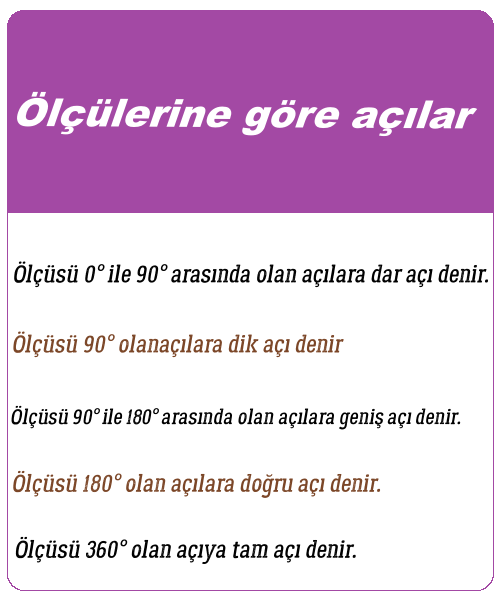 Ölçülerine göre açılar
Ölçüsü 0° ile 90° arasında olan açılara dar açı denir.
Ölçüsü 90° olanaçılara dik açı denir
Ölçüsü 90° ile 180° arasında olan açılara geniş açı denir.
Ölçüsü 180° olan açılara doğru açı denir.
Ölçüsü 360° olan açıya tam açı denir.